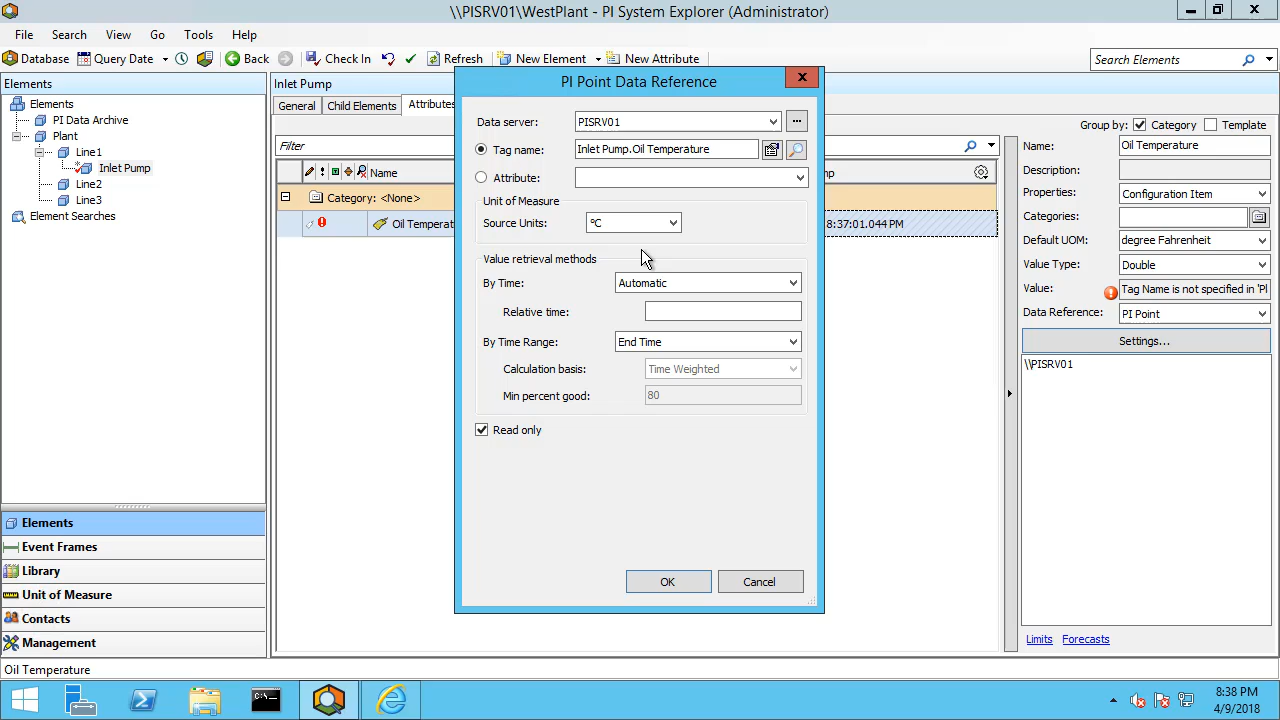 \\PISRV01\WestPlant - PI System Explorer (Administrator)
File Search View Go Tools Help
Database Query Date Back Check In Refresh New Element New Attribute Search Elements
Elements
Elements
PI Data Archive
Plant
Line1
Inlet Pump
Line2
Line3
Element Searches
Elements
Event Frames
Library
Unit of Measure
Contacts
Management
Inlet Pump
General Child Elements Attributes
Filter
Name
Category: <None>
Oil Temperat
8:37:01.044 PM
PI Point Data Reference
Data server: PISRV01
Tag name: Inlet Pump.Oil Temperature
Attribute:
Unit of Measure
Source Units: °C
Value retrieval methods
By Time: Automatic
Relative time:
By Time Range: End Time
Calculation basis: Time Weighted
Min percent good: 80
Read only
OK Cancel
Group by: Category Template
Name: Oil Temperature
Description:
Properties: Configuration Item
Categories:
Default UOM: degree Fahrenheit
Value Type: Double
Value: Tag Name is not specified in 'PI
Data Reference: PI Point
Settings...
\\PISRV01
Limits Forecasts
Oil Temperature
8:38 PM
4/9/2018